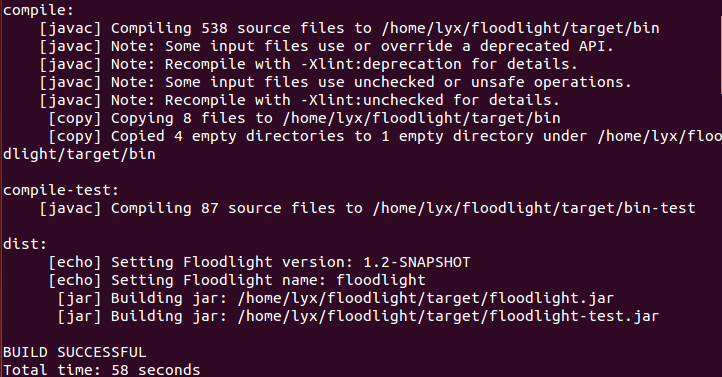 compile:
    [javac] Compiling 538 source files to /home/lyx/floodlight/target/bin
    [javac] Note: Some input files use or override a deprecated API.
    [javac] Note: Recompile with -Xlint:deprecation for details.
    [javac] Note: Some input files use unchecked or unsafe operations.
    [javac] Note: Recompile with -Xlint:unchecked for details.
     [copy] Copying 8 files to /home/lyx/floodlight/target/bin
     [copy] Copied 4 empty directories to 1 empty directory under /home/lyx/floo
dlight/target/bin

compile-test:
    [javac] Compiling 87 source files to /home/lyx/floodlight/target/bin-test

dist:
     [echo] Setting Floodlight version: 1.2-SNAPSHOT
     [echo] Setting Floodlight name: floodlight
      [jar] Building jar: /home/lyx/floodlight/target/floodlight.jar
      [jar] Building jar: /home/lyx/floodlight/target/floodlight-test.jar

BUILD SUCCESSFUL
Total time: 58 seconds